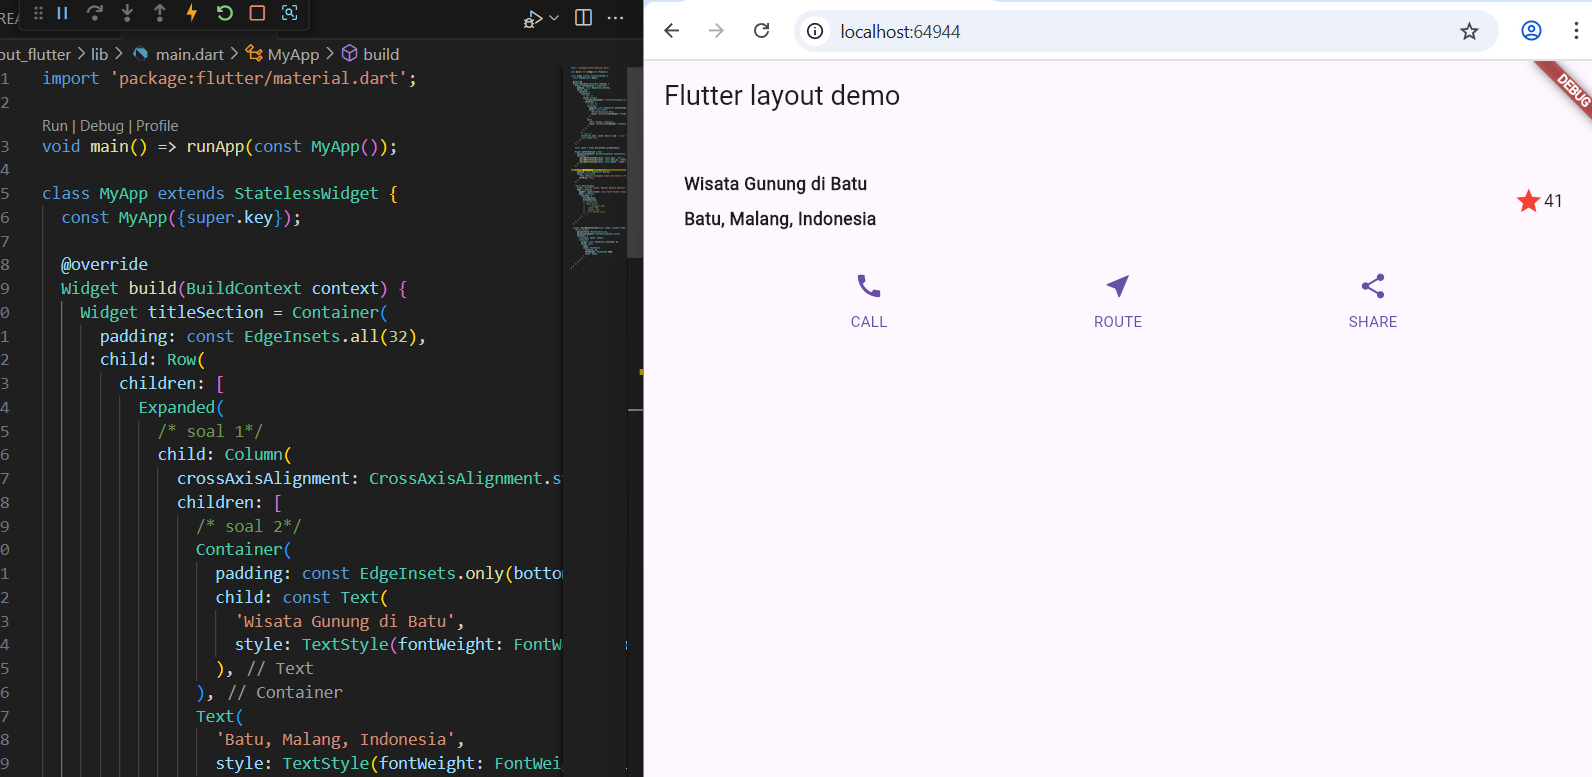 out_flutter > lib > main.dart > MyApp > build
1 import 'package:flutter/material.dart';
2
Run | Debug | Profile
3 void main() => runApp(const MyApp());
4
5 class MyApp extends StatelessWidget {
6 const MyApp({super.key});
7
8 @override
9 Widget build(BuildContext context) {
0 Widget titleSection = Container(
1 padding: const EdgeInsets.all(32),
2 child: Row(
3 children: [
4 Expanded(
5 /* soal 1*/
6 child: Column(
7 crossAxisAlignment: CrossAxisAlignment.s
8 children: [
9 /* soal 2*/
0 Container(
1 padding: const EdgeInsets.only(botto
2 child: const Text(
3 'Wisata Gunung di Batu',
4 style: TextStyle(fontWeight: FontW
5 ), // Text
6 ), // Container
7 Text(
8 'Batu, Malang, Indonesia',
9 style: TextStyle(fontWeight: FontWei
localhost:64944
Flutter layout demo
DEBUG
Wisata Gunung di Batu
41
Batu, Malang, Indonesia
CALL ROUTE SHARE